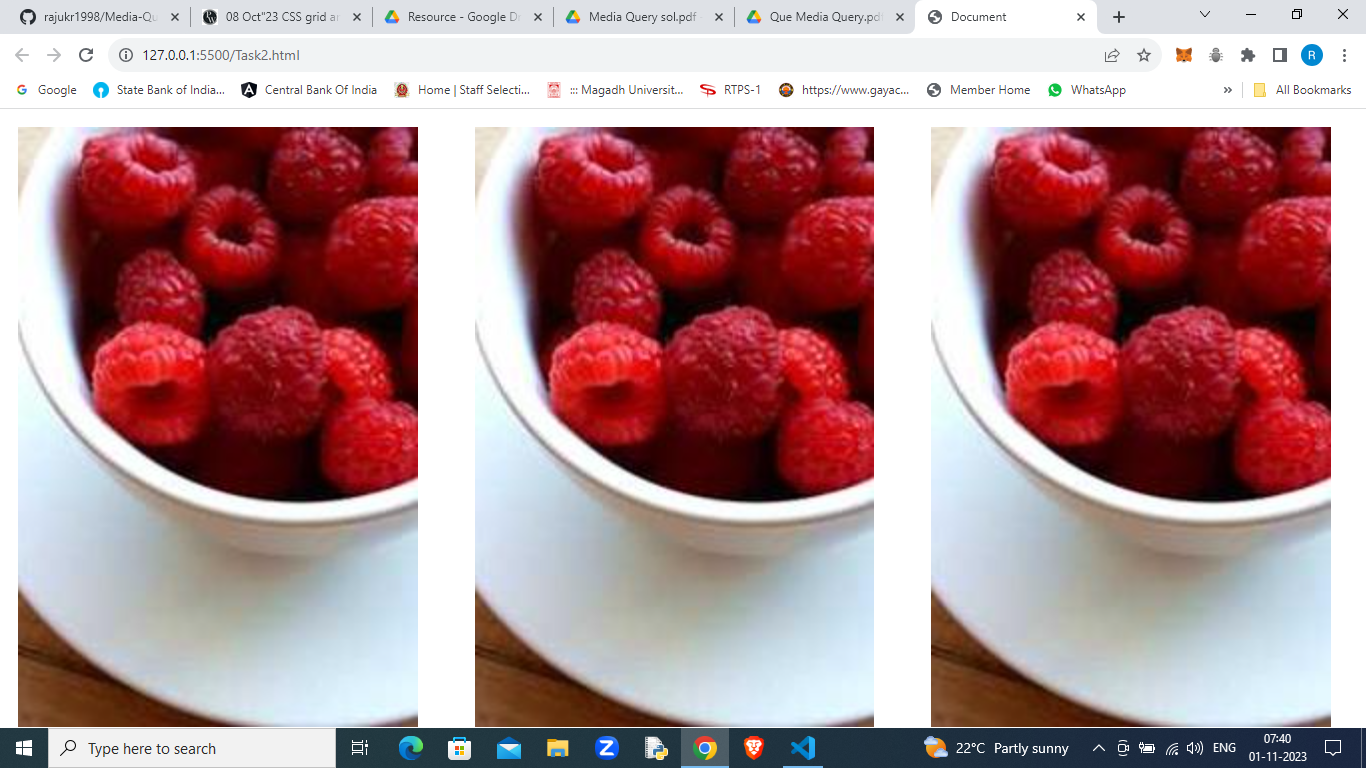 rajukr1998/Media-Qu
08 Oct"23 CSS grid an
Resource - Google Dr
Media Query sol.pdf
Que Media Query.pdf
Document
127.0.0.1:5500/Task2.html
R
Google
State Bank of India...
Central Bank Of India
Home | Staff Selecti...
::: Magadh Universit...
RTPS-1
https://www.gayac...
Member Home
WhatsApp
»
All Bookmarks
Type here to search
22°C Partly sunny
ENG
07:40
01-11-2023